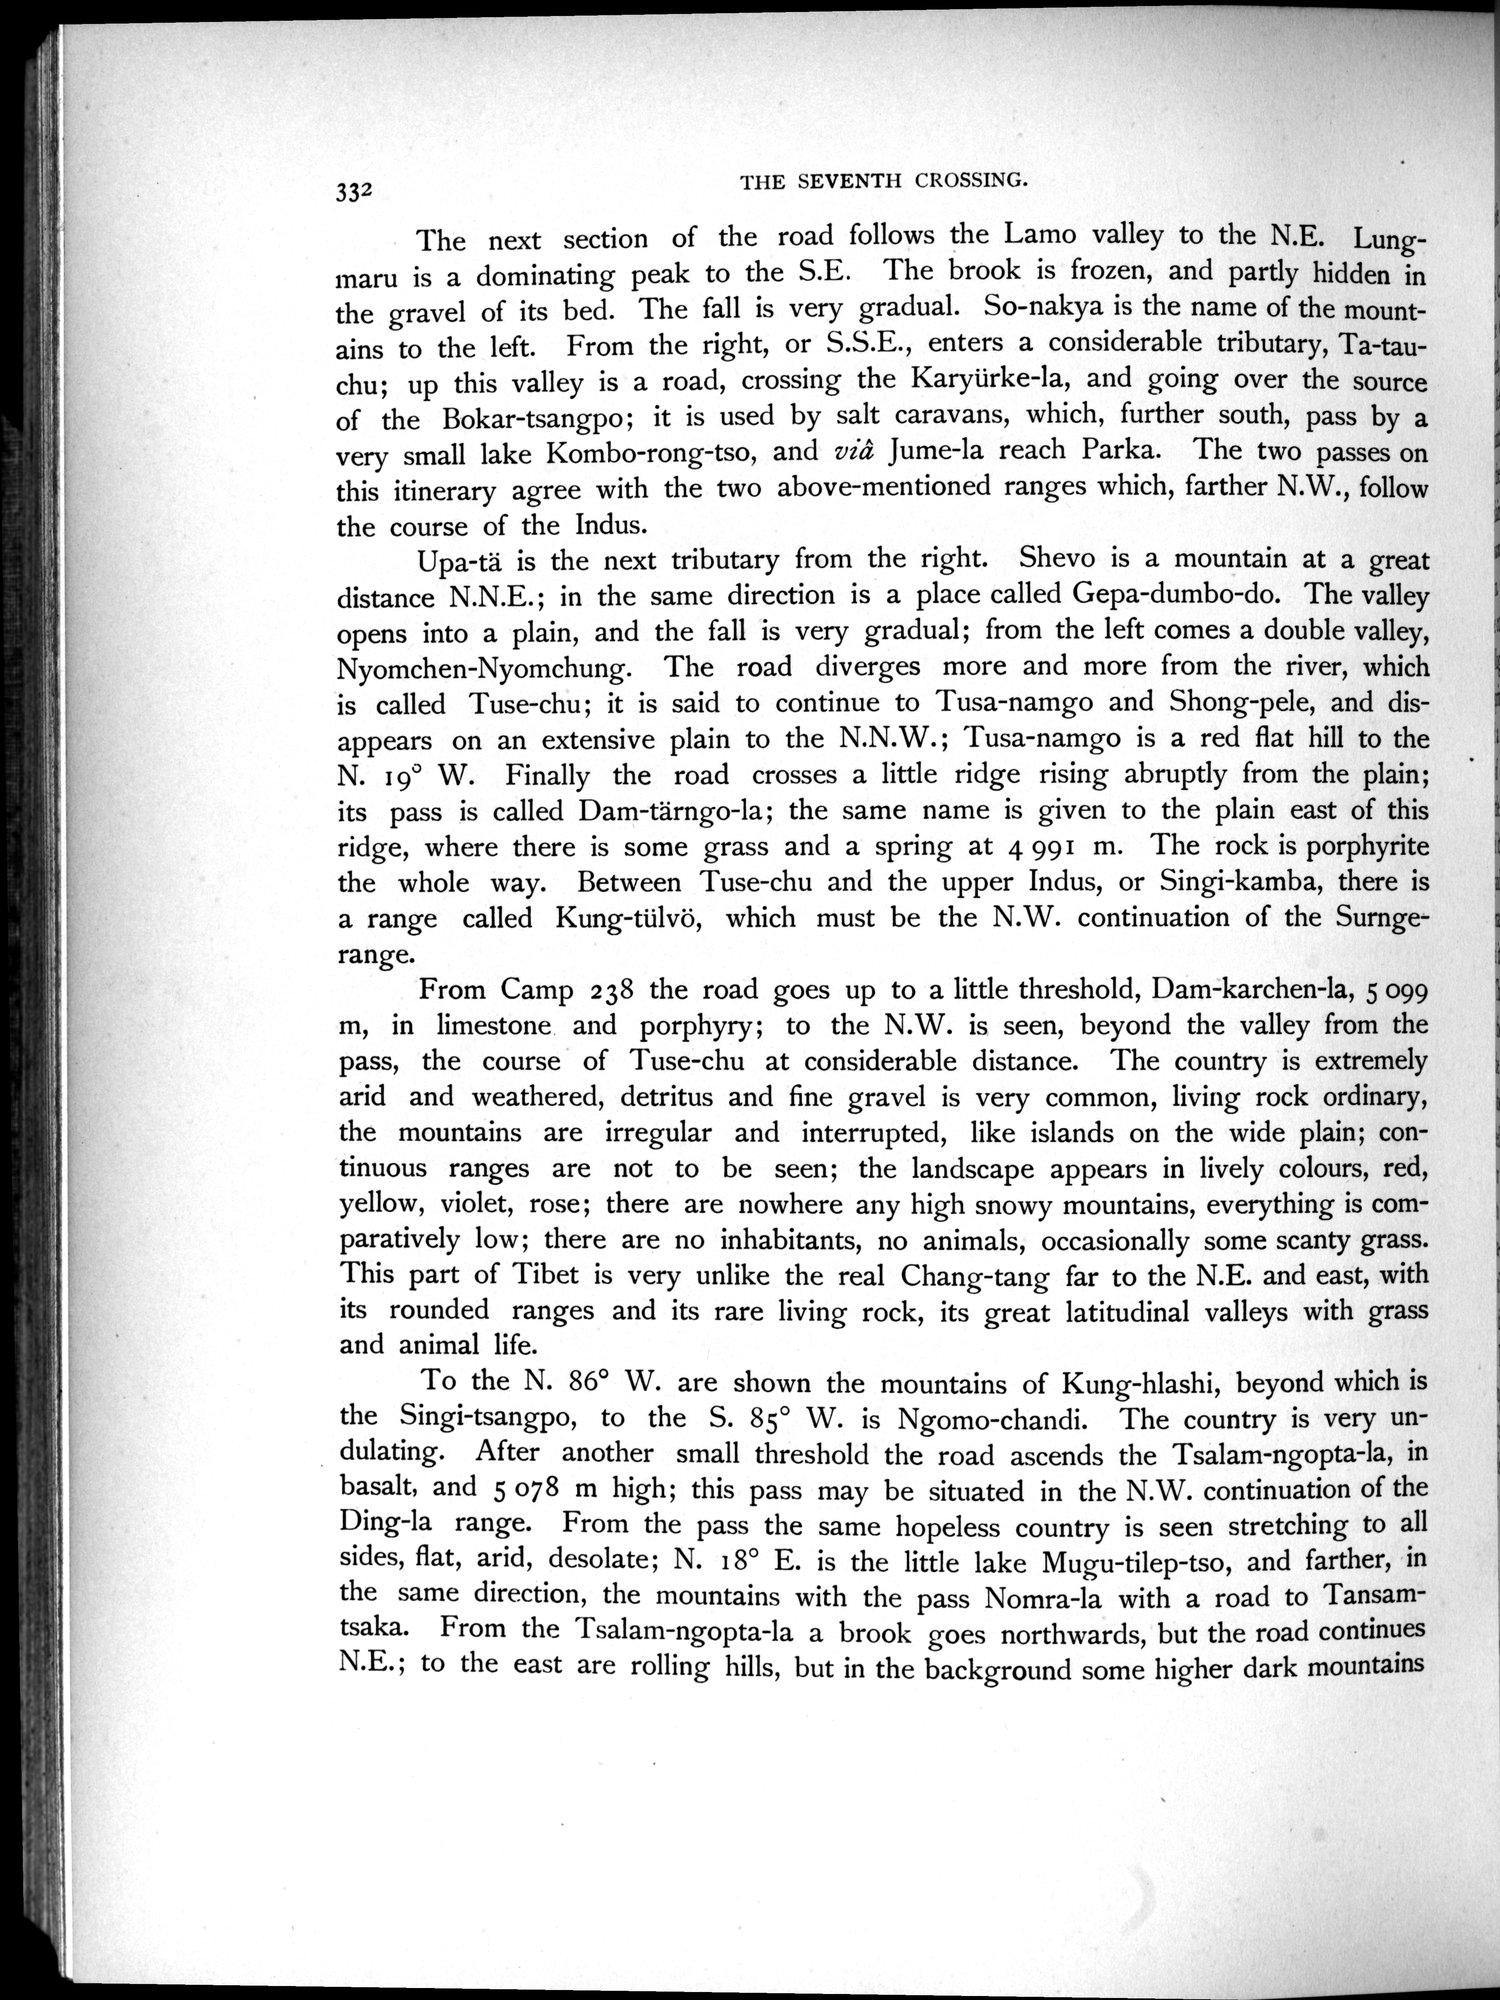 332
THE SEVENTH CROSSING.
The next section of the road follows the Lamo valley to the N.E. Lung-
maru is a dominating peak to the S.E. The brook is frozen, and partly hidden in
the gravel of its bed. The fall is very gradual. So-nakya is the name of the mount-
ains to the left. From the right, or S.S.E., enters a considerable tributary, Ta-tau-
chu; up this valley is a road, crossing the Karyürke-la, and going over the source
of the Bokar-tsangpo; it is used by salt caravans, which, further south, pass by a
very small lake Kombo-rong-tso, and viâ Jume-la reach Parka. The two passes on
this itinerary agree with the two above-mentioned ranges which, farther N.W., follow
the course of the Indus.
Upa-tä is the next tributary from the right. Shevo is a mountain at a great
distance N.N.E.; in the same direction is a place called Gepa-dumbo-do. The valley
opens into a plain, and the fall is very gradual; from the left comes a double valley,
Nyomchen-Nyomchung. The road diverges more and more from the river, which
is called Tuse-chu; it is said to continue to Tusa-namgo and Shong-pele, and dis-
appears on an extensive plain to the N.N.W.; Tusa-namgo is a red flat hill to the
N. 19° W. Finally the road crosses a little ridge rising abruptly from the plain;
its pass is called Dam-tärngo-la; the same name is given to the plain east of this
ridge, where there is some grass and a spring at 4 991 m. The rock is porphyrite
the whole way. Between Tuse-chu and the upper Indus, or Singi-kamba, there is
a range called Kung-tülvö, which must be the N.W. continuation of the Surnge-
range.
From Camp 238 the road goes up to a little threshold, Dam-karchen-la, 5 099
m, in limestone and porphyry; to the N.W. is seen, beyond the valley from the
pass, the course of Tuse-chu at considerable distance. The country is extremely
arid and weathered, detritus and fine gravel is very common, living rock ordinary,
the mountains are irregular and interrupted, like islands on the wide plain; con-
tinuous ranges are not to be seen; the landscape appears in lively colours, red,
yellow, violet, rose; there are nowhere any high snowy mountains, everything is com-
paratively low; there are no inhabitants, no animals, occasionally some scanty grass.
This part of Tibet is very unlike the real Chang-tang far to the N.E. and east, with
its rounded ranges and its rare living rock, its great latitudinal valleys with grass
and animal life.
To the N. 86° W. are shown the mountains of Kung-hlashi, beyond which is
the Singi-tsangpo, to the S. 85° W. is Ngomo-chandi. The country is very un-
dulating. After another small threshold the road ascends the Tsalam-ngopta-la, in
basalt, and 5 078 m high; this pass may be situated in the N.W. continuation of the
Ding-la range. From the pass the same hopeless country is seen stretching to all
sides, flat, arid, desolate; N. 18° E. is the little lake Mugu-tilep-tso, and farther, in
the same direction, the mountains with the pass Nomra-la with a road to Tansam-
tsaka. From the Tsalam-ngopta-la a brook goes northwards, but the road continues
N.E.; to the east are rolling hills, but in the background some higher dark mountains